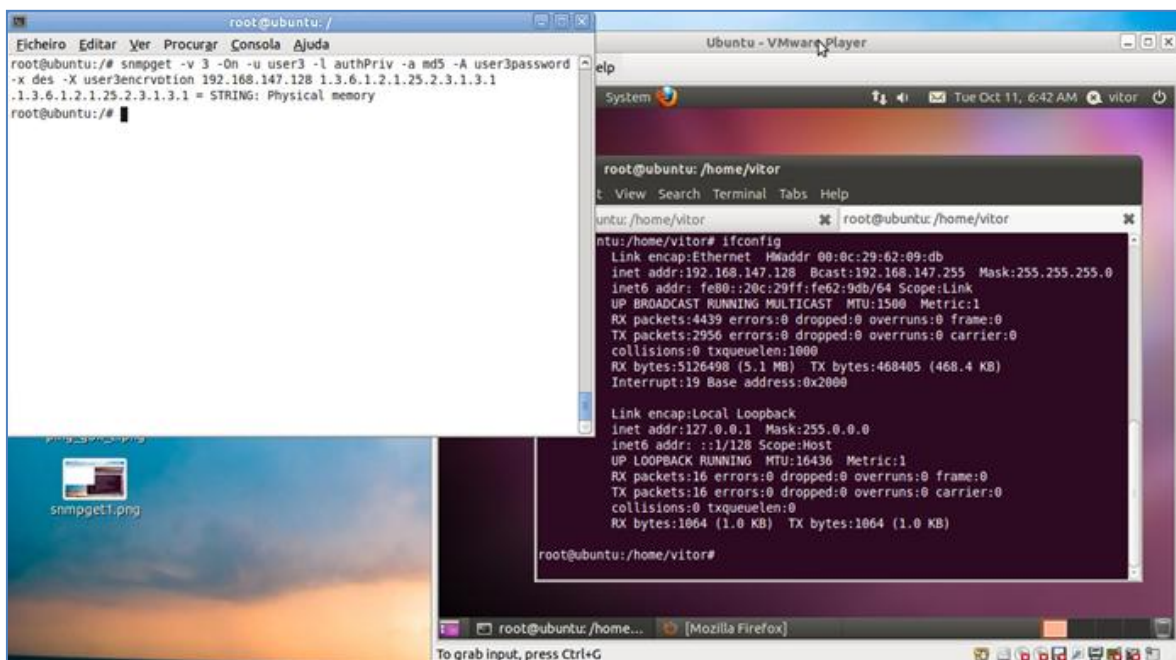 root@ubuntu: /
Ficheiro Editar Ver Procurar Consola Ajuda
root@ubuntu:/# snmpget -v 3 -On -u user3 -l authPriv -a md5 -A user3password
-x des -X user3encryption 192.168.147.128 1.3.6.1.2.1.25.2.3.1.3.1
.1.3.6.1.2.1.25.2.3.1.3.1 = STRING: Physical memory
root@ubuntu:/#
snmpget1.png
Ubuntu - VMware Player
elp
System Tue Oct 11, 6:42 AM vitor
root@ubuntu: /home/vitor
t View Search Terminal Tabs Help
untu: /home/vitor root@ubuntu: /home/vitor
ntu:/home/vitor# ifconfig
Link encap:Ethernet HWaddr 00:0c:29:62:09:db
inet addr:192.168.147.128 Bcast:192.168.147.255 Mask:255.255.255.0
inet6 addr: fe80::20c:29ff:fe62:9db/64 Scope:Link
UP BROADCAST RUNNING MULTICAST MTU:1500 Metric:1
RX packets:4439 errors:0 dropped:0 overruns:0 frame:0
TX packets:2956 errors:0 dropped:0 overruns:0 carrier:0
collisions:0 txqueuelen:1000
RX bytes:5126498 (5.1 MB) TX bytes:468405 (468.4 KB)
Interrupt:19 Base address:0x2000
Link encap:Local Loopback
inet addr:127.0.0.1 Mask:255.0.0.0
inet6 addr: ::1/128 Scope:Host
UP LOOPBACK RUNNING MTU:16436 Metric:1
RX packets:16 errors:0 dropped:0 overruns:0 frame:0
TX packets:16 errors:0 dropped:0 overruns:0 carrier:0
collisions:0 txqueuelen:0
RX bytes:1064 (1.0 KB) TX bytes:1064 (1.0 KB)
root@ubuntu:/home/vitor#
root@ubuntu: /home... [Mozilla Firefox]
To grab input, press Ctrl+G